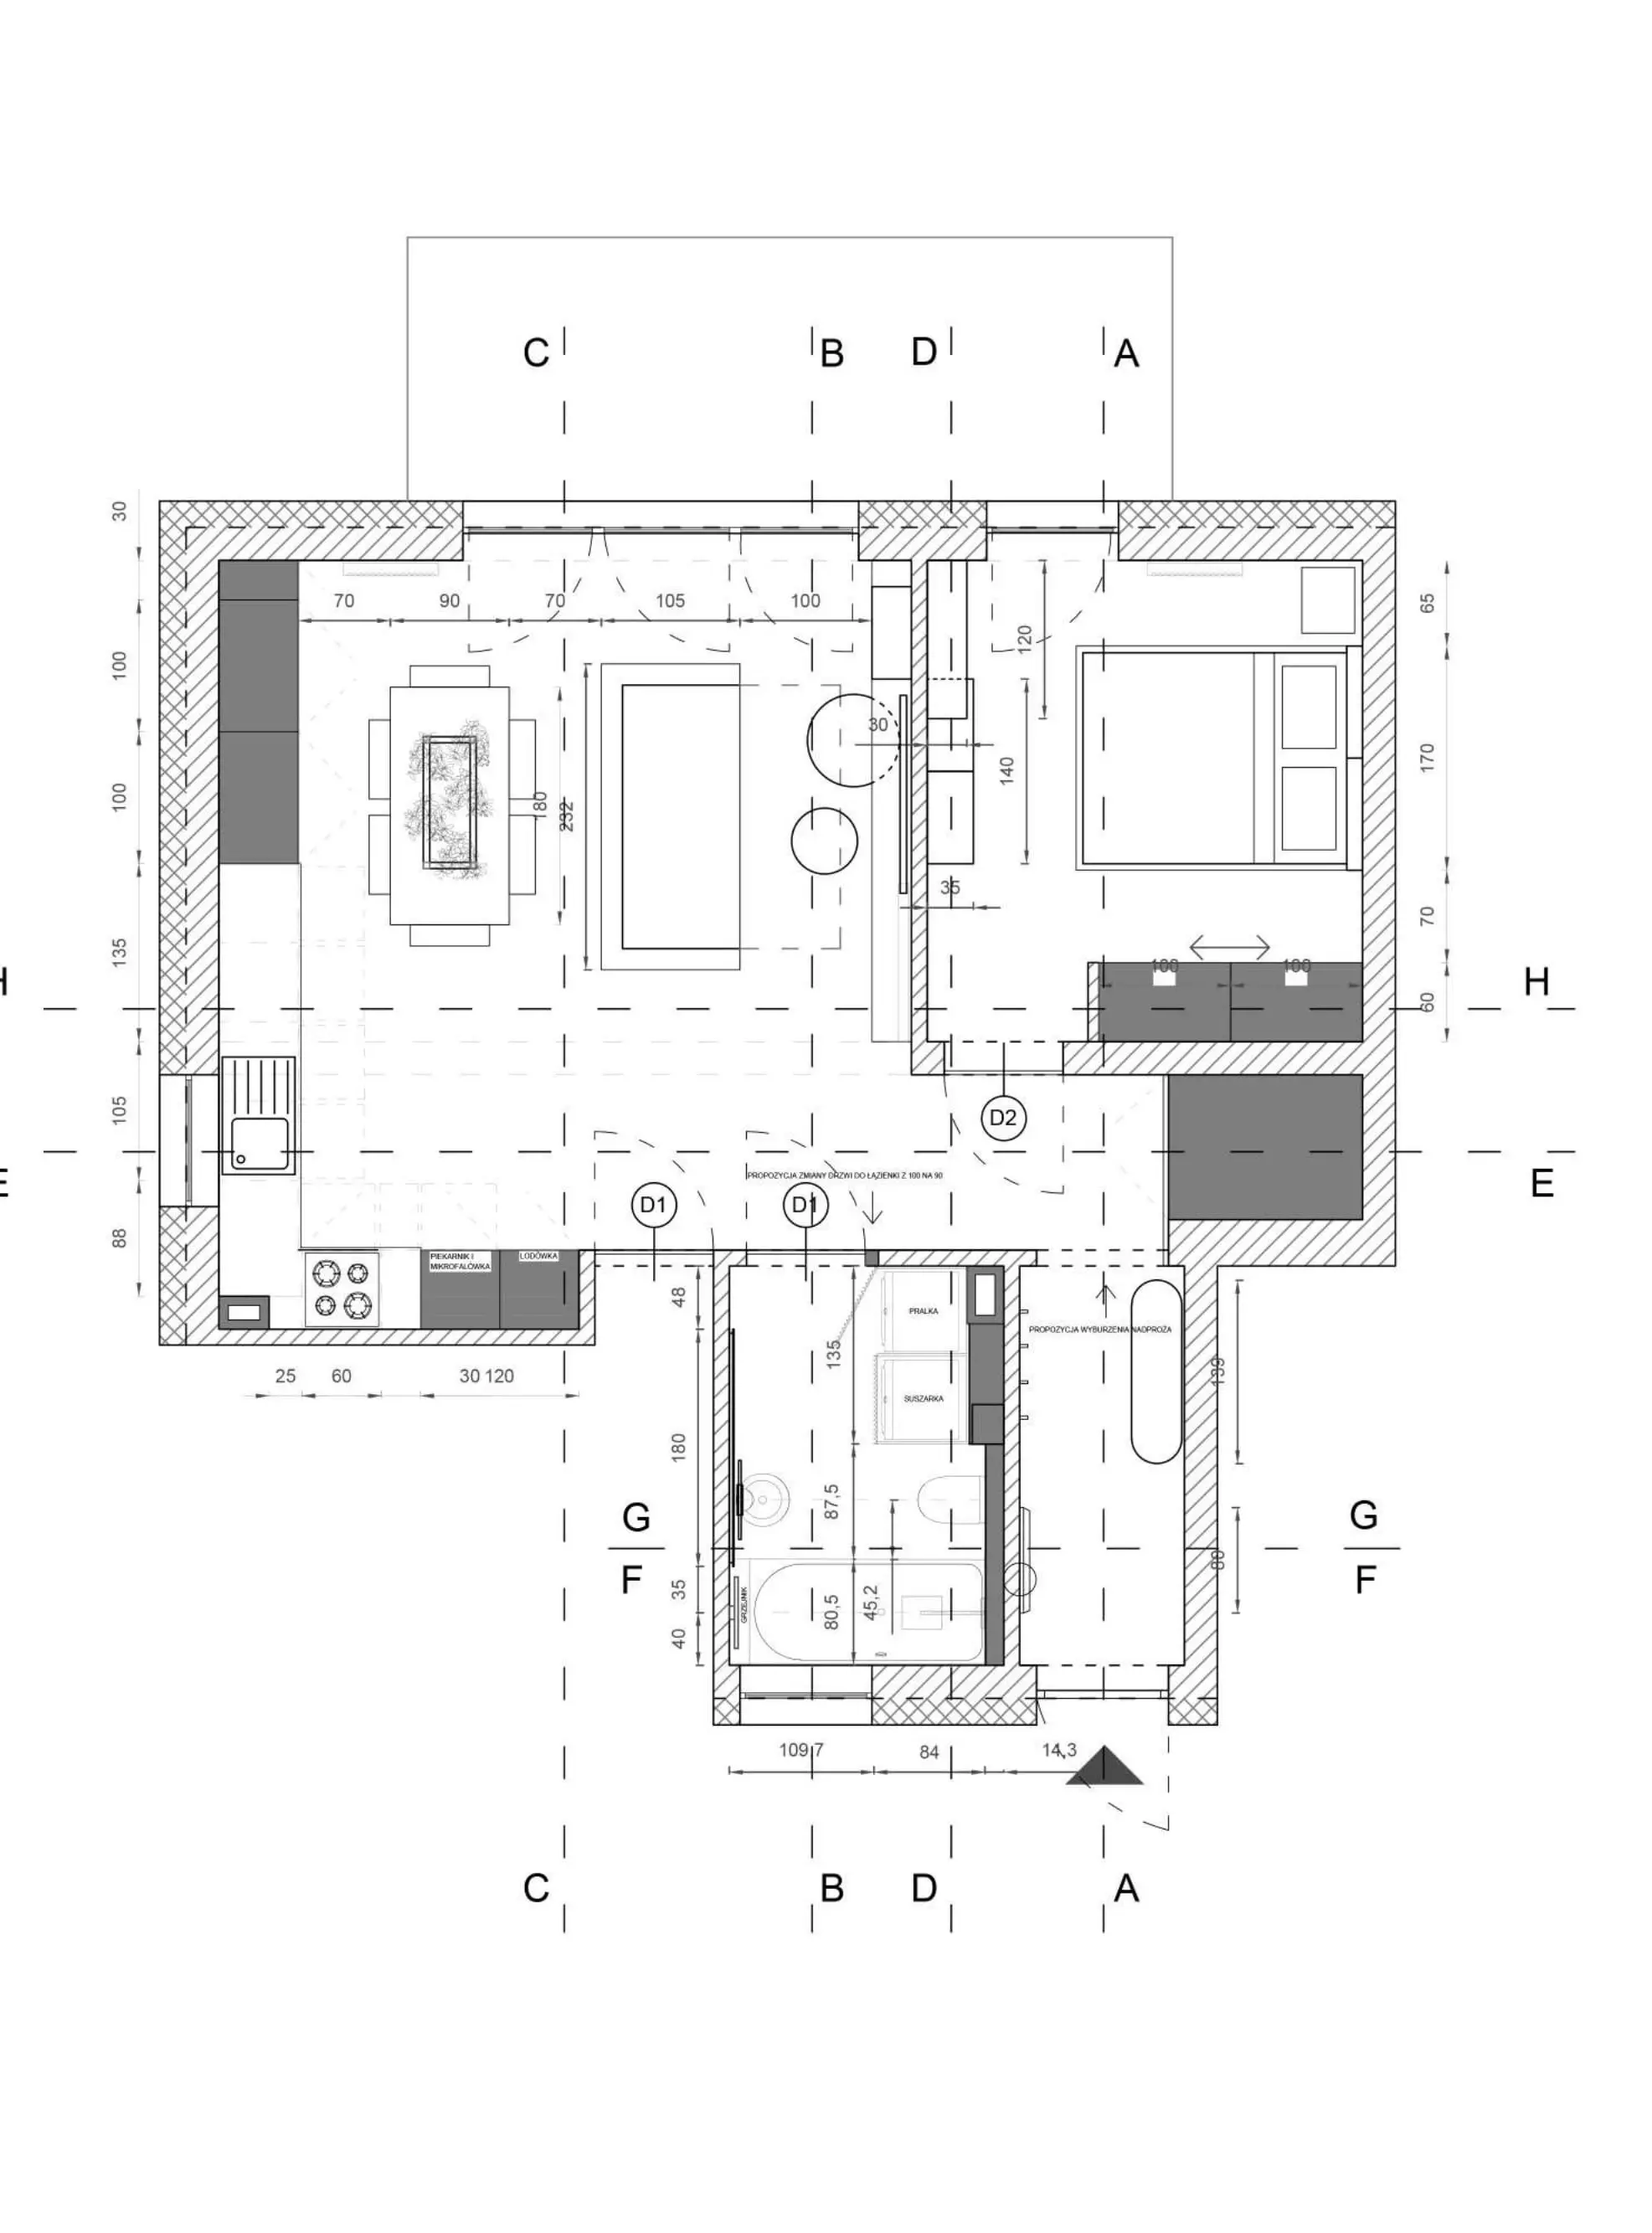 C B D A
30
70 90 70 105 100
65
100
120
30
170
100
140
180
232
35
70
135
100 100
H H
60
105
D2
E E
PROPOZYCJA ZMIANY DRZWI DO ŁAZIENKI Z 100 NA 90
D1 D1
88
PIEKARNIK I
MIKROFALÓWKA
LODÓWKA
48
PRALKA
PROPOZYCJA WYBURZENIA NADPROŻA
135
139
25 60 30 120
SUSZARKA
180
87,5
G G
80
F F
35
GRZEJNIK
80,5
45,2
40
109,7 84 14,3
C B D A